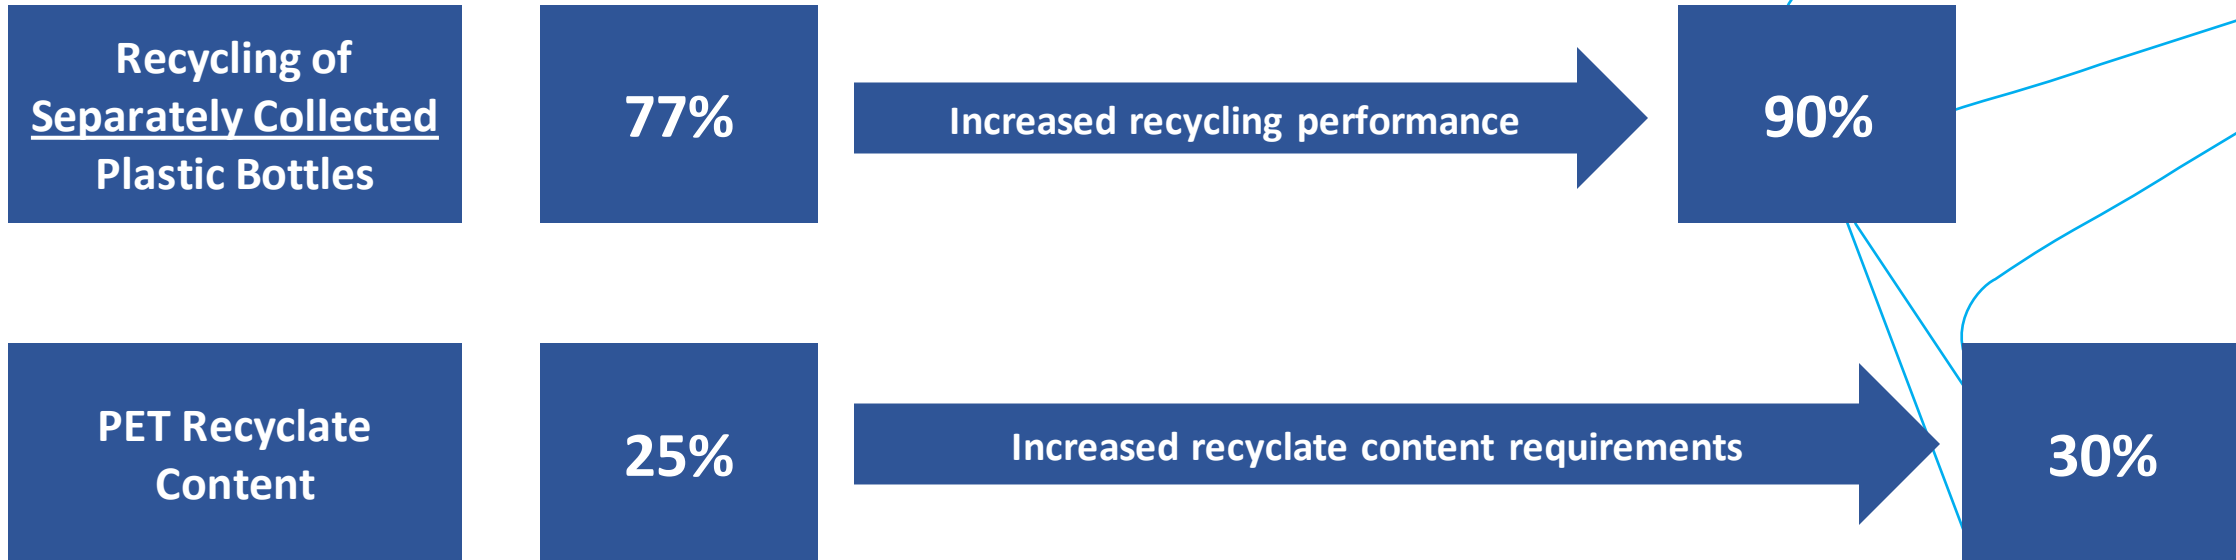 Recycling of
Separately Collected
Plastic Bottles
77%
Increased recycling performance
90%
PET Recyclate
Content
25%
Increased recyclate content requirements
30%